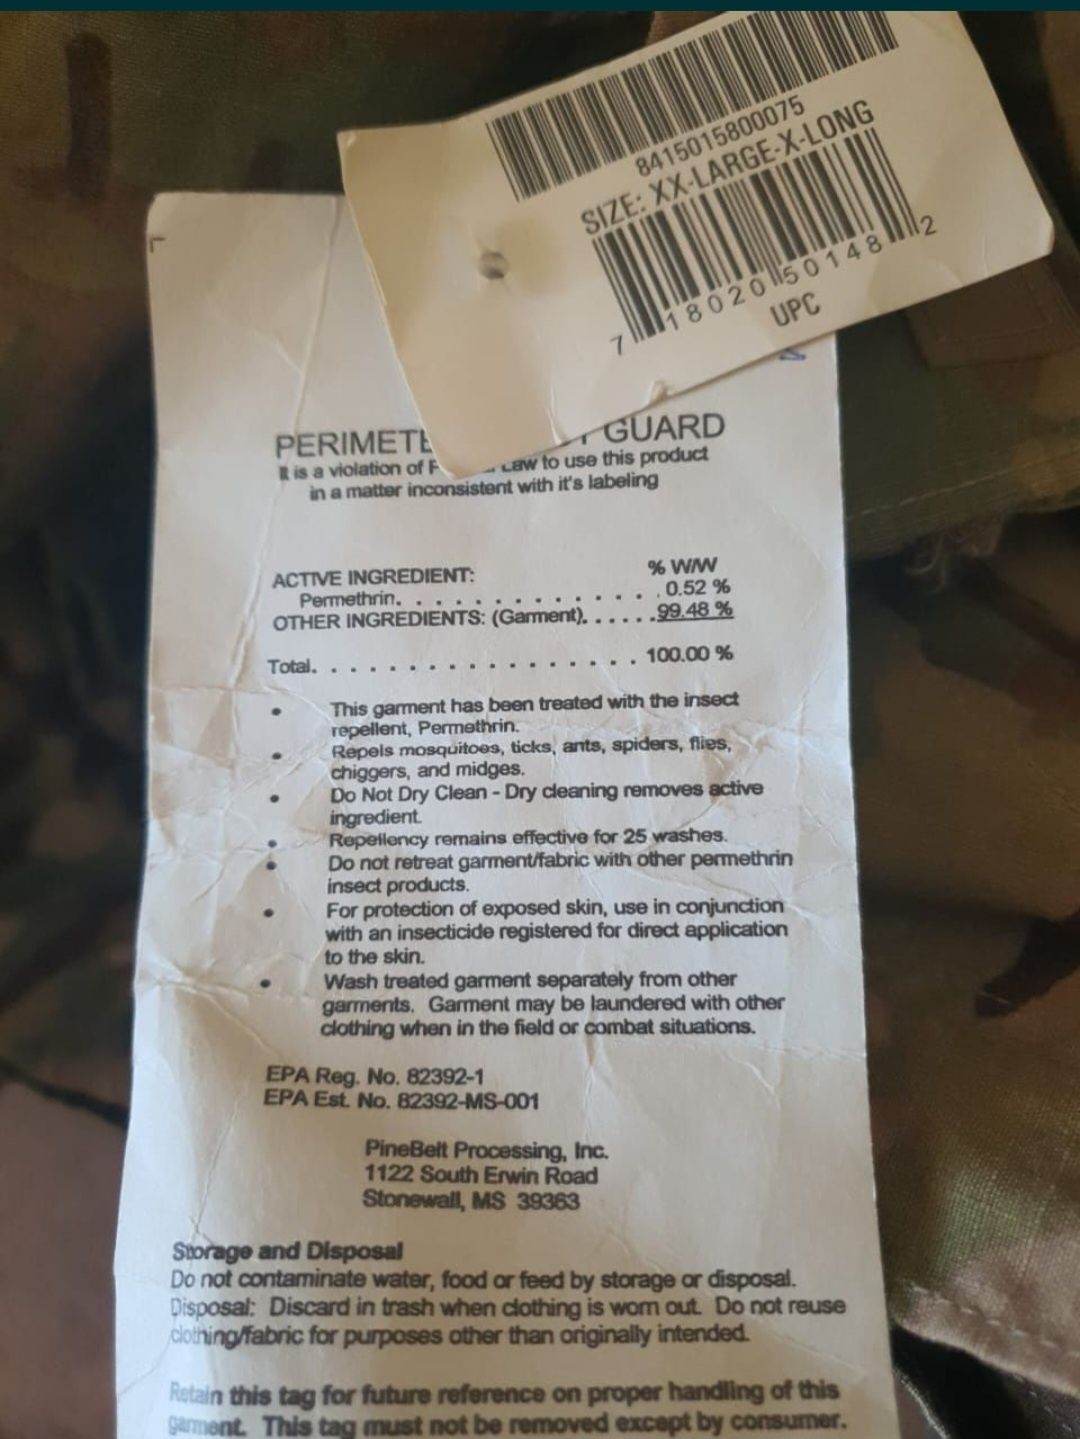 8415015800075
SIZE: XX-LARGE-X-LONG
7 18020 50148 2
UPC
GUARD
It is a violation of Law to use this product
in a matter inconsistent with it's labeling
% W/W
ACTIVE INGREDIENT:
Permethrin. . . . . . . . . . . . . . 0.52 %
OTHER INGREDIENTS: (Garment). . . . . .99.48 %
Total. . . . . . . . . . . . . . . . . 100.00 %
• This garment has been treated with the insect
repellent, Permethrin.
• Repels mosquitoes, ticks, ants, spiders, flies,
chiggers, and midges.
• Do Not Dry Clean - Dry cleaning removes active
ingredient.
• Repellency remains effective for 25 washes.
• Do not retreat garment/fabric with other permethrin
insect products.
• For protection of exposed skin, use in conjunction
with an insecticide registered for direct application
to the skin.
• Wash treated garment separately from other
garments. Garment may be laundered with other
clothing when in the field or combat situations.
EPA Reg. No. 82392-1
EPA Est. No. 82392-MS-001
PineBelt Processing, Inc.
1122 South Erwin Road
Stonewall, MS 39363
Storage and Disposal
Do not contaminate water, food or feed by storage or disposal.
Disposal: Discard in trash when clothing is worn out. Do not reuse
clothing/fabric for purposes other than originally intended.
Retain this tag for future reference on proper handling of this
garment. This tag must not be removed except by consumer.